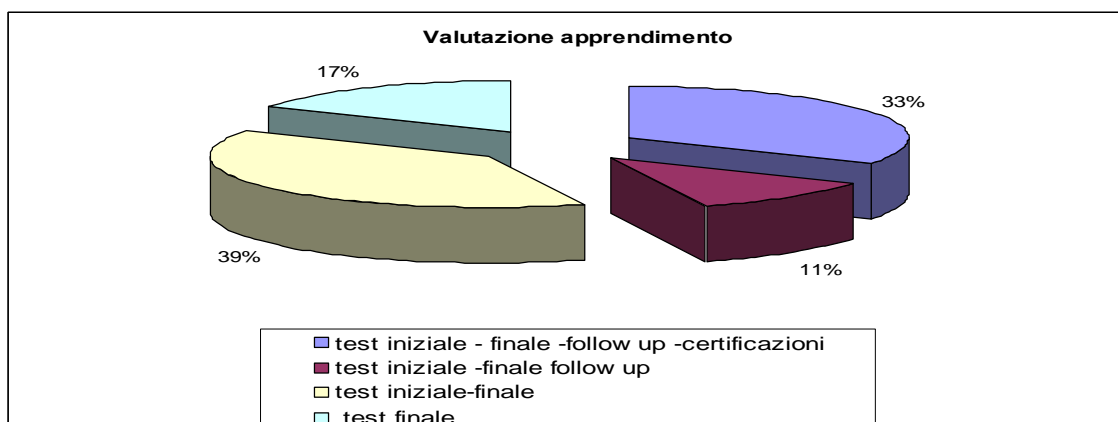 Valutazione apprendimento
17%
33%
39%
11%
test iniziale - finale -follow up -certificazioni
test iniziale -finale follow up
test iniziale-finale
test finale